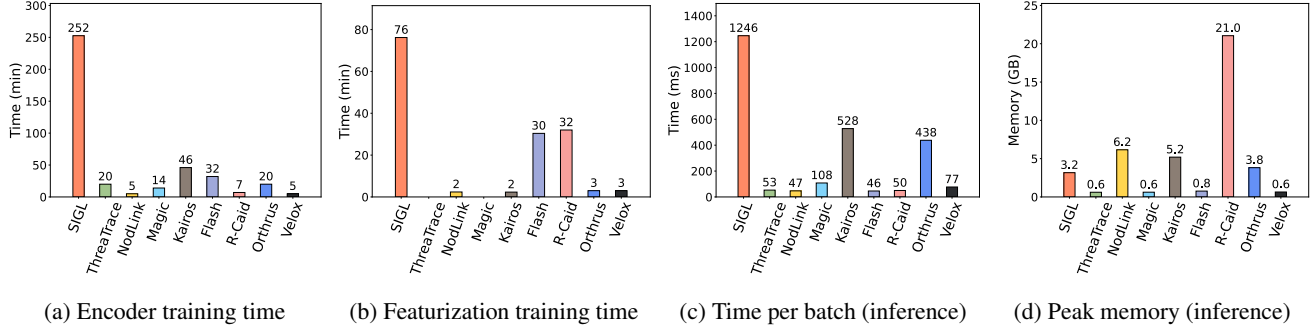 Time (min)
300
250
200
150
100
50
0
252
20
5
14
46
32
7
20
5
SIGL
ThreaTrace
NodLink
Magic
Kairos
Flash
R-Caid
Orthrus
Velox
(a) Encoder training time
Time (min)
80
60
40
20
0
76
2
2
30
32
3
3
SIGL
ThreaTrace
NodLink
Magic
Kairos
Flash
R-Caid
Orthrus
Velox
(b) Featurization training time
Time (ms)
1400
1200
1000
800
600
400
200
0
1246
53
47
108
528
46
50
438
77
SIGL
ThreaTrace
NodLink
Magic
Kairos
Flash
R-Caid
Orthrus
Velox
(c) Time per batch (inference)
Memory (GB)
25
20
15
10
5
0
3.2
0.6
6.2
0.6
5.2
0.8
21.0
3.8
0.6
SIGL
ThreaTrace
NodLink
Magic
Kairos
Flash
R-Caid
Orthrus
Velox
(d) Peak memory (inference)